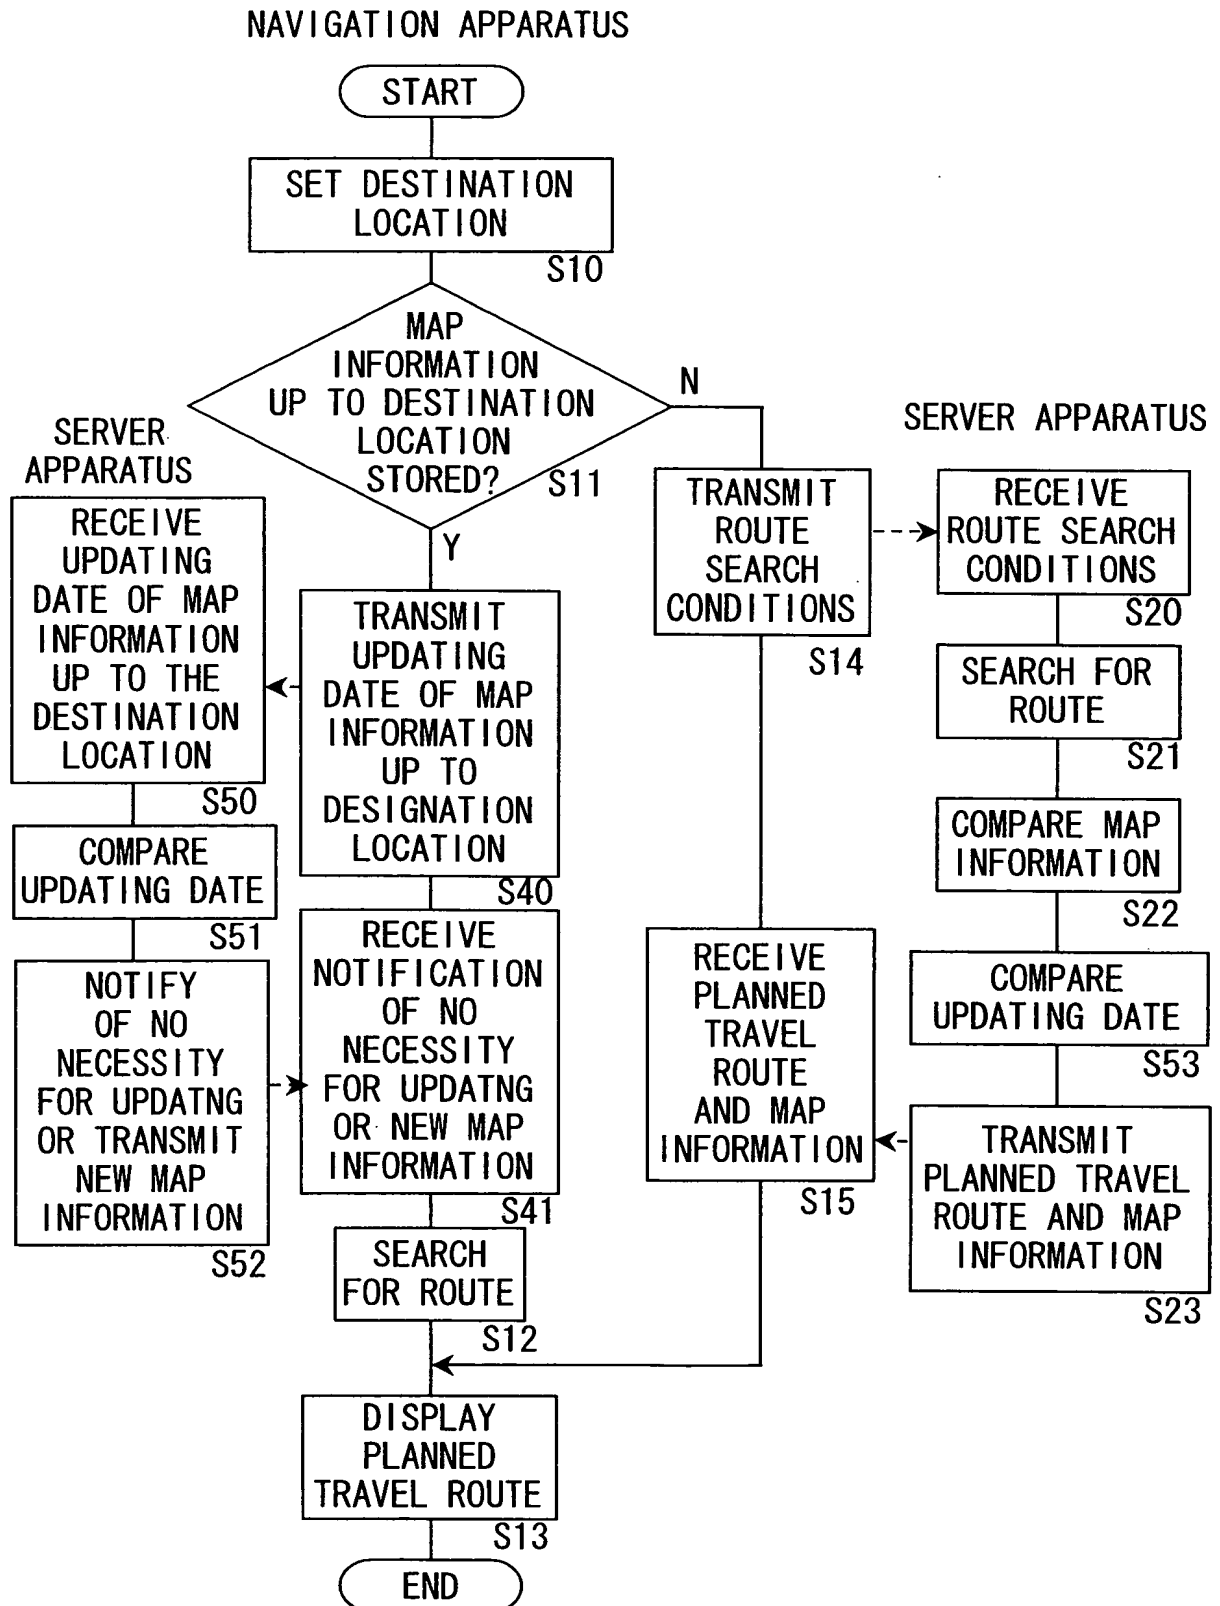 NAVIGATION APPARATUS
START
SET DESTINATION
LOCATION
S10
MAP
INFORMATION
UP TO DESTINATION
LOCATION
STORED?
S11
N
Y
SERVER
APPARATUS
RECEIVE
UPDATING
DATE OF MAP
INFORMATION
UP TO THE
DESTINATION
LOCATION
S50
COMPARE
UPDATING DATE
S51
NOTIFY
OF NO
NECESSITY
FOR UPDATNG
OR TRANSMIT
NEW MAP
INFORMATION
S52
TRANSMIT
UPDATING
DATE OF MAP
INFORMATION
UP TO
DESIGNATION
LOCATION
S40
RECEIVE
NOTIFICATION
OF NO
NECESSITY
FOR UPDATNG
OR NEW MAP
INFORMATION
S41
SEARCH
FOR ROUTE
S12
DISPLAY
PLANNED
TRAVEL ROUTE
S13
END
TRANSMIT
ROUTE
SEARCH
CONDITIONS
S14
RECEIVE
PLANNED
TRAVEL
ROUTE
AND MAP
INFORMATION
S15
SERVER APPARATUS
RECEIVE
ROUTE SEARCH
CONDITIONS
S20
SEARCH FOR
ROUTE
S21
COMPARE MAP
INFORMATION
S22
COMPARE
UPDATING DATE
S53
TRANSMIT
PLANNED TRAVEL
ROUTE AND MAP
INFORMATION
S23